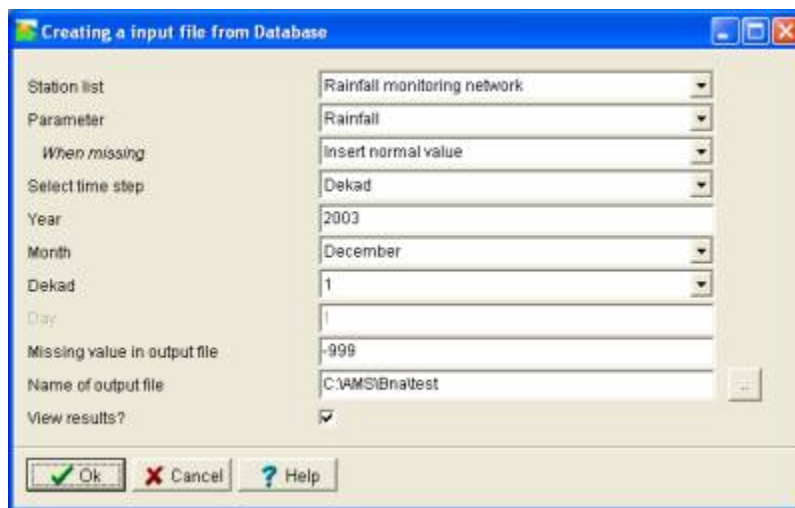 Creating a input file from Database
Station list Rainfall monitoring network
Parameter Rainfall
When missing Insert normal value
Select time step Dekad
Year 2003
Month December
Dekad 1
Day 1
Missing value in output file -999
Name of output file C:\AMS\Bna\test ...
View results?
Ok Cancel ? Help